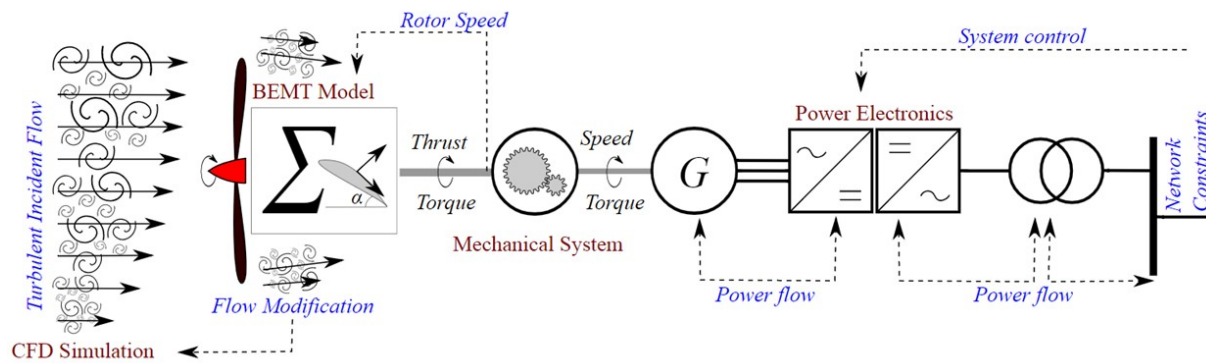 Rotor Speed
System control
Turbulent Incident Flow
BEMT Model
Σ
α
Thrust
Torque
Speed
Torque
G
Power Electronics
Mechanical System
Network
Constraints
Flow Modification
Power flow
Power flow
CFD Simulation